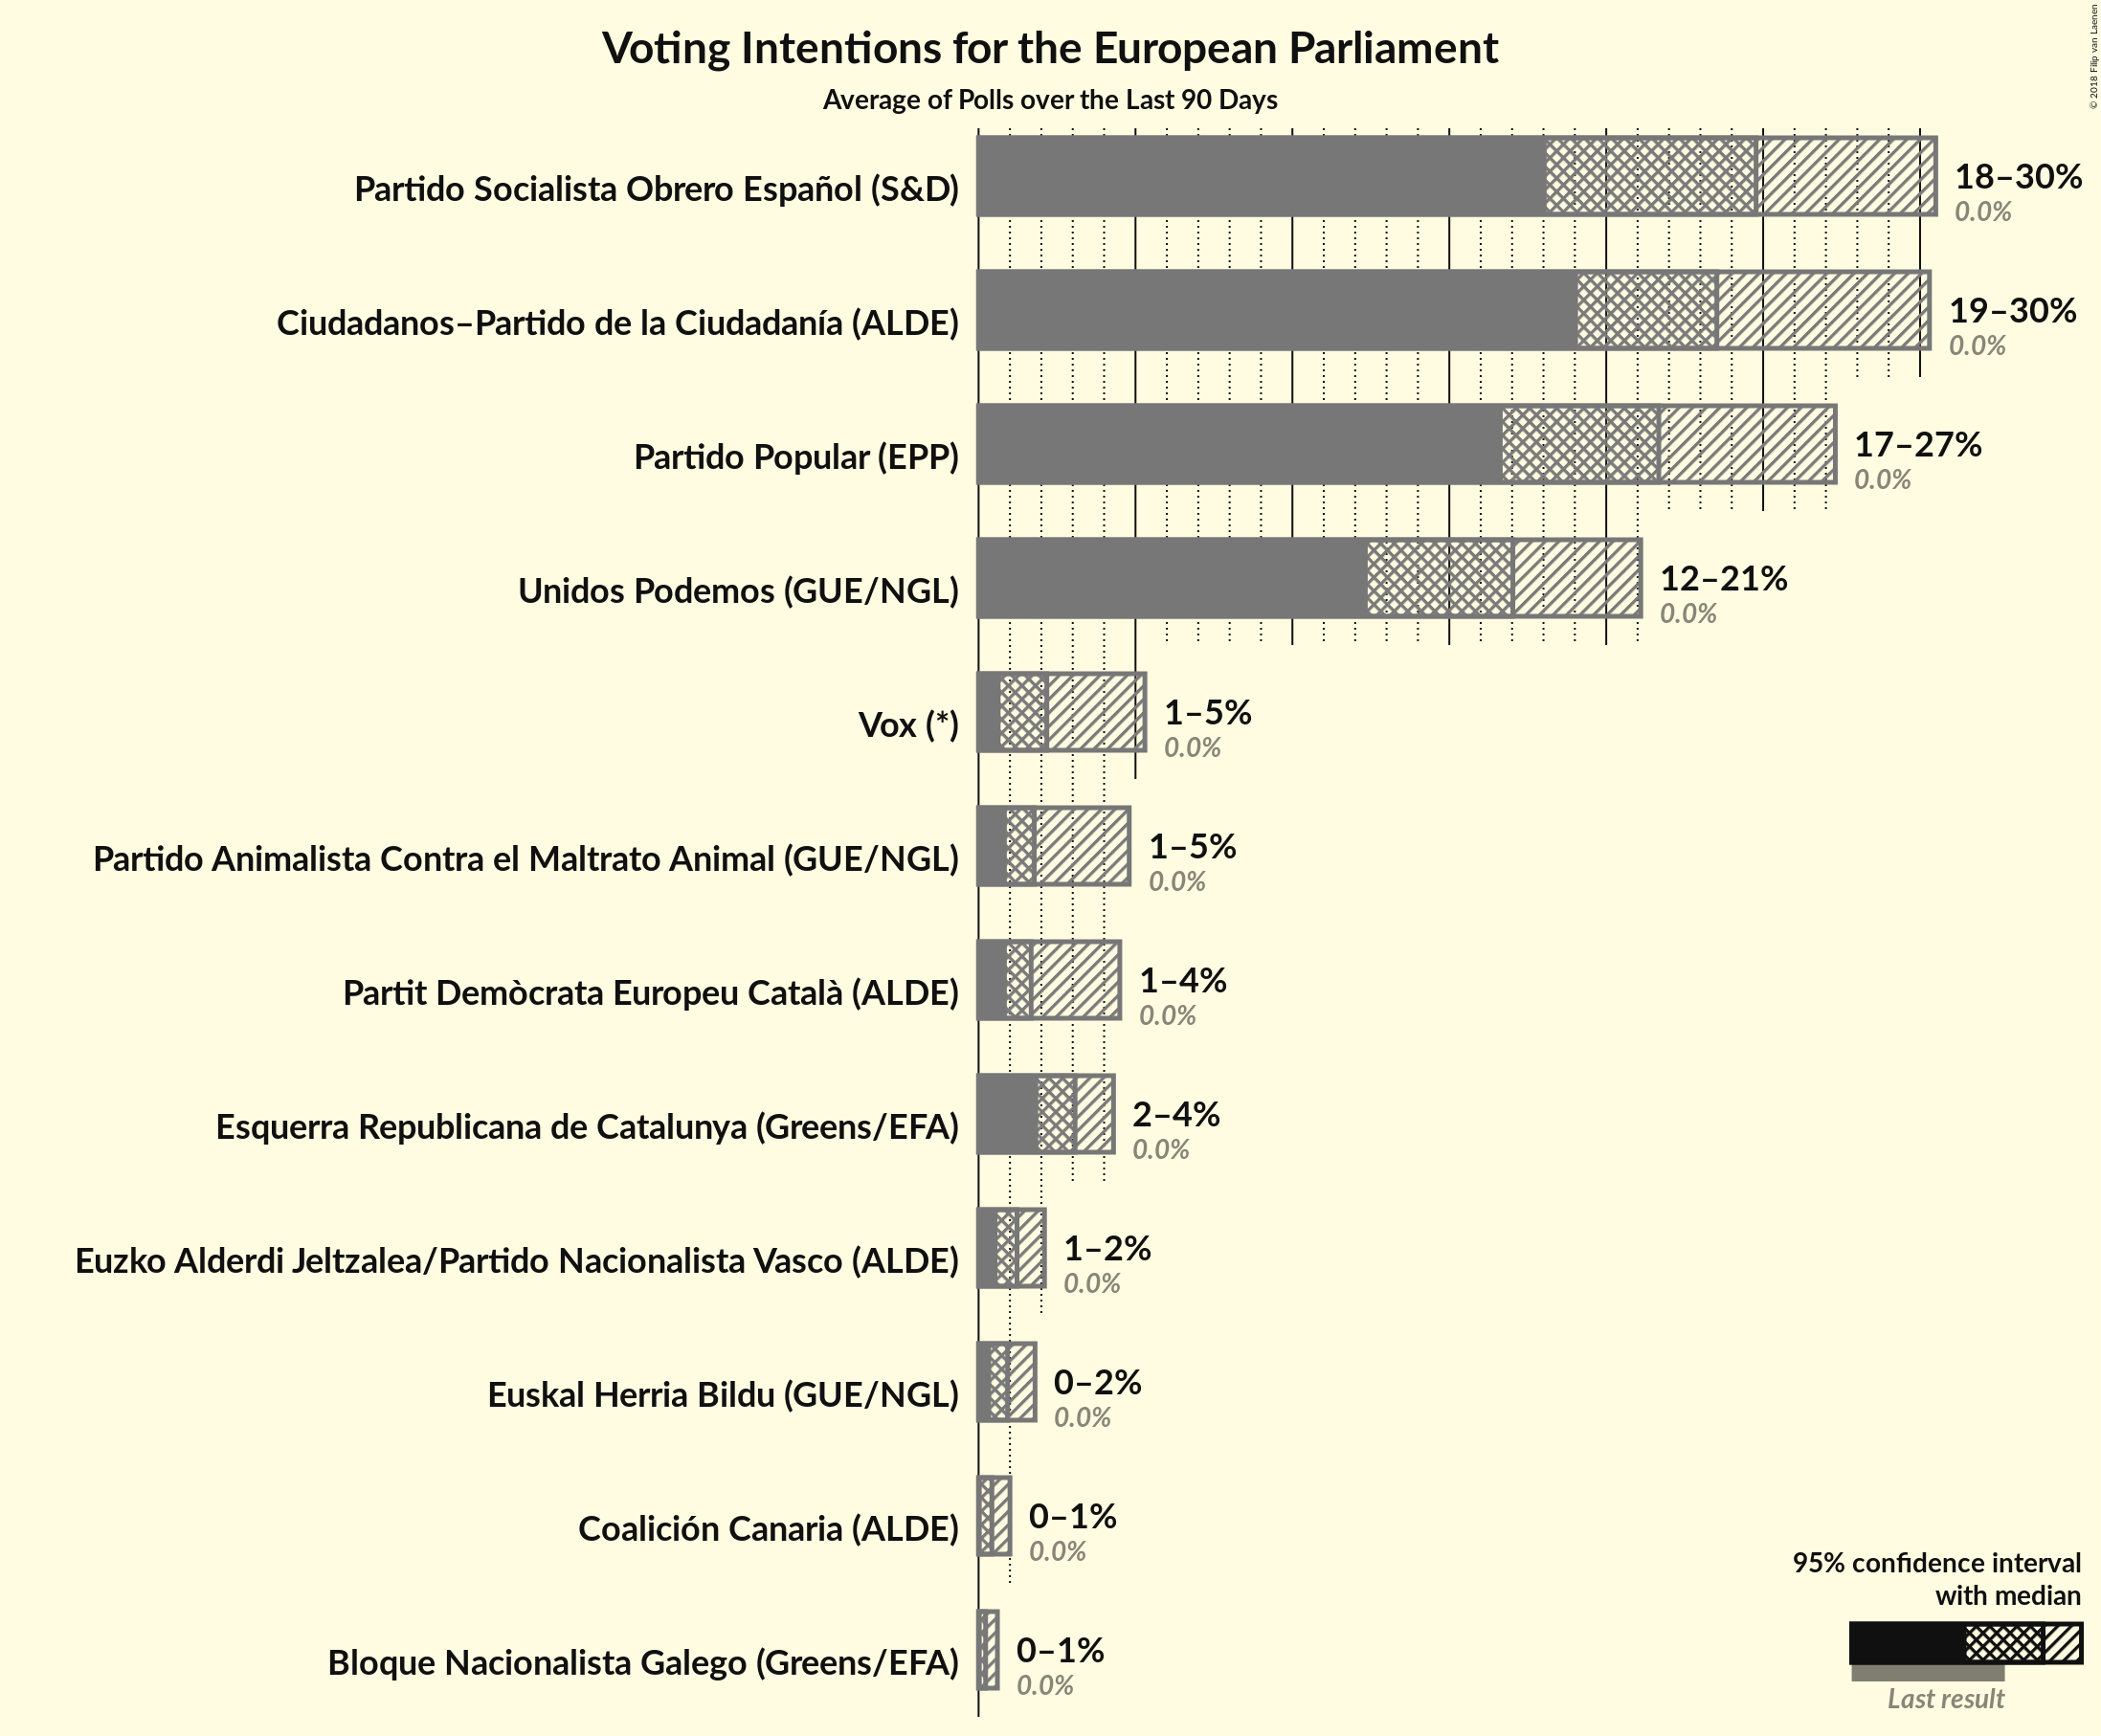 Voting Intentions for the European Parliament
Average of Polls over the Last 90 Days
© 2018 Filip van Laenen
Partido Socialista Obrero Español (S&D)
18–30%
0.0%
Ciudadanos–Partido de la Ciudadanía (ALDE)
19–30%
0.0%
Partido Popular (EPP)
17–27%
0.0%
Unidos Podemos (GUE/NGL)
12–21%
0.0%
Vox (*)
1–5%
0.0%
Partido Animalista Contra el Maltrato Animal (GUE/NGL)
1–5%
0.0%
Partit Demòcrata Europeu Català (ALDE)
1–4%
0.0%
Esquerra Republicana de Catalunya (Greens/EFA)
2–4%
0.0%
Euzko Alderdi Jeltzalea/Partido Nacionalista Vasco (ALDE)
1–2%
0.0%
Euskal Herria Bildu (GUE/NGL)
0–2%
0.0%
Coalición Canaria (ALDE)
0–1%
0.0%
Bloque Nacionalista Galego (Greens/EFA)
0–1%
0.0%
95% confidence interval
with median
Last result